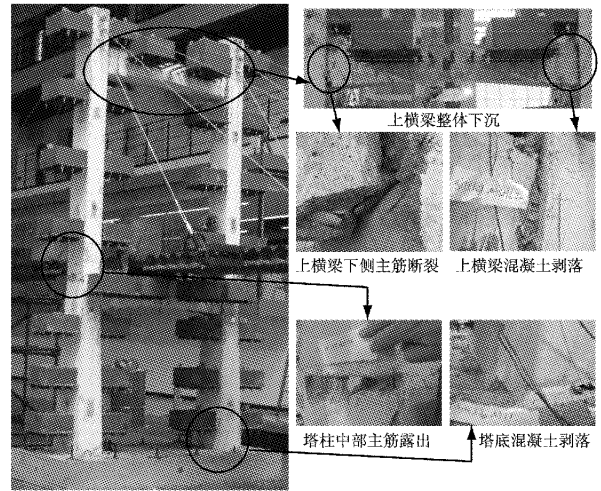 上横梁整体下沉
上横梁下侧主筋断裂
上横梁混凝土剥落
塔柱中部主筋露出
塔底混凝土剥落